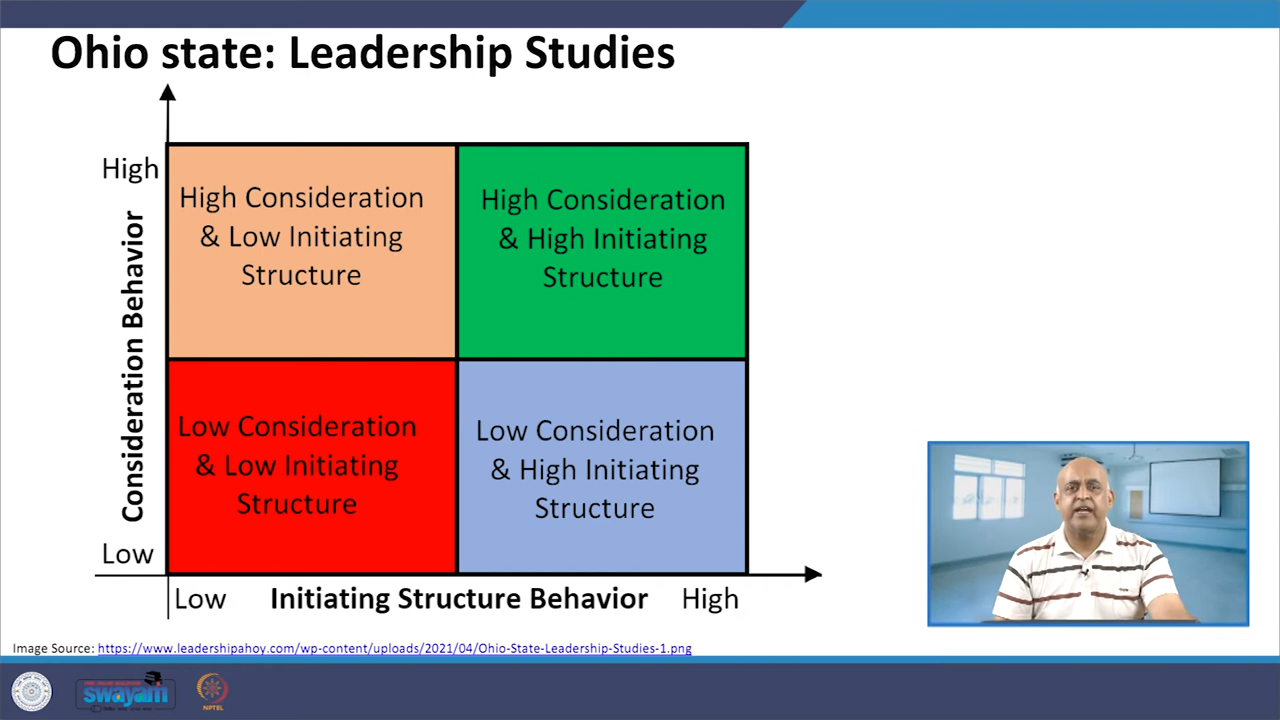 Ohio state: Leadership Studies
High
Consideration Behavior
Low
High Consideration
& Low Initiating
Structure
High Consideration
& High Initiating
Structure
Low Consideration
& Low Initiating
Structure
Low Consideration
& High Initiating
Structure
Low
Initiating Structure Behavior
High
Image Source: https://www.leadershipahoy.com/wp-content/uploads/2021/04/Ohio-State-Leadership-Studies-1.png
swayam
NPTEL